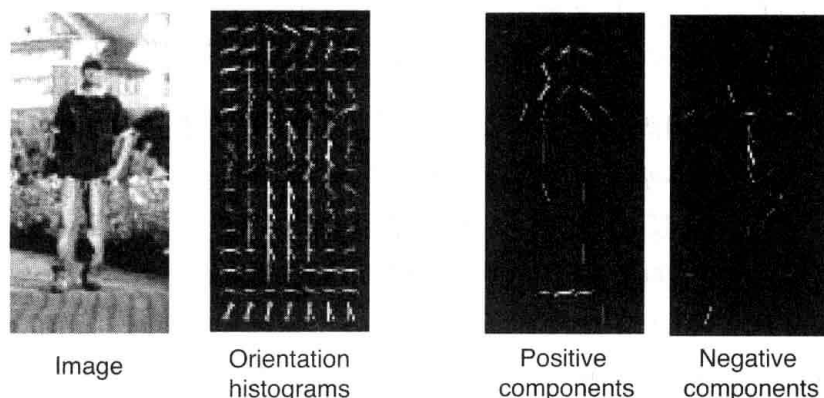 Image
Orientation
histograms
Positive
components
Negative
components